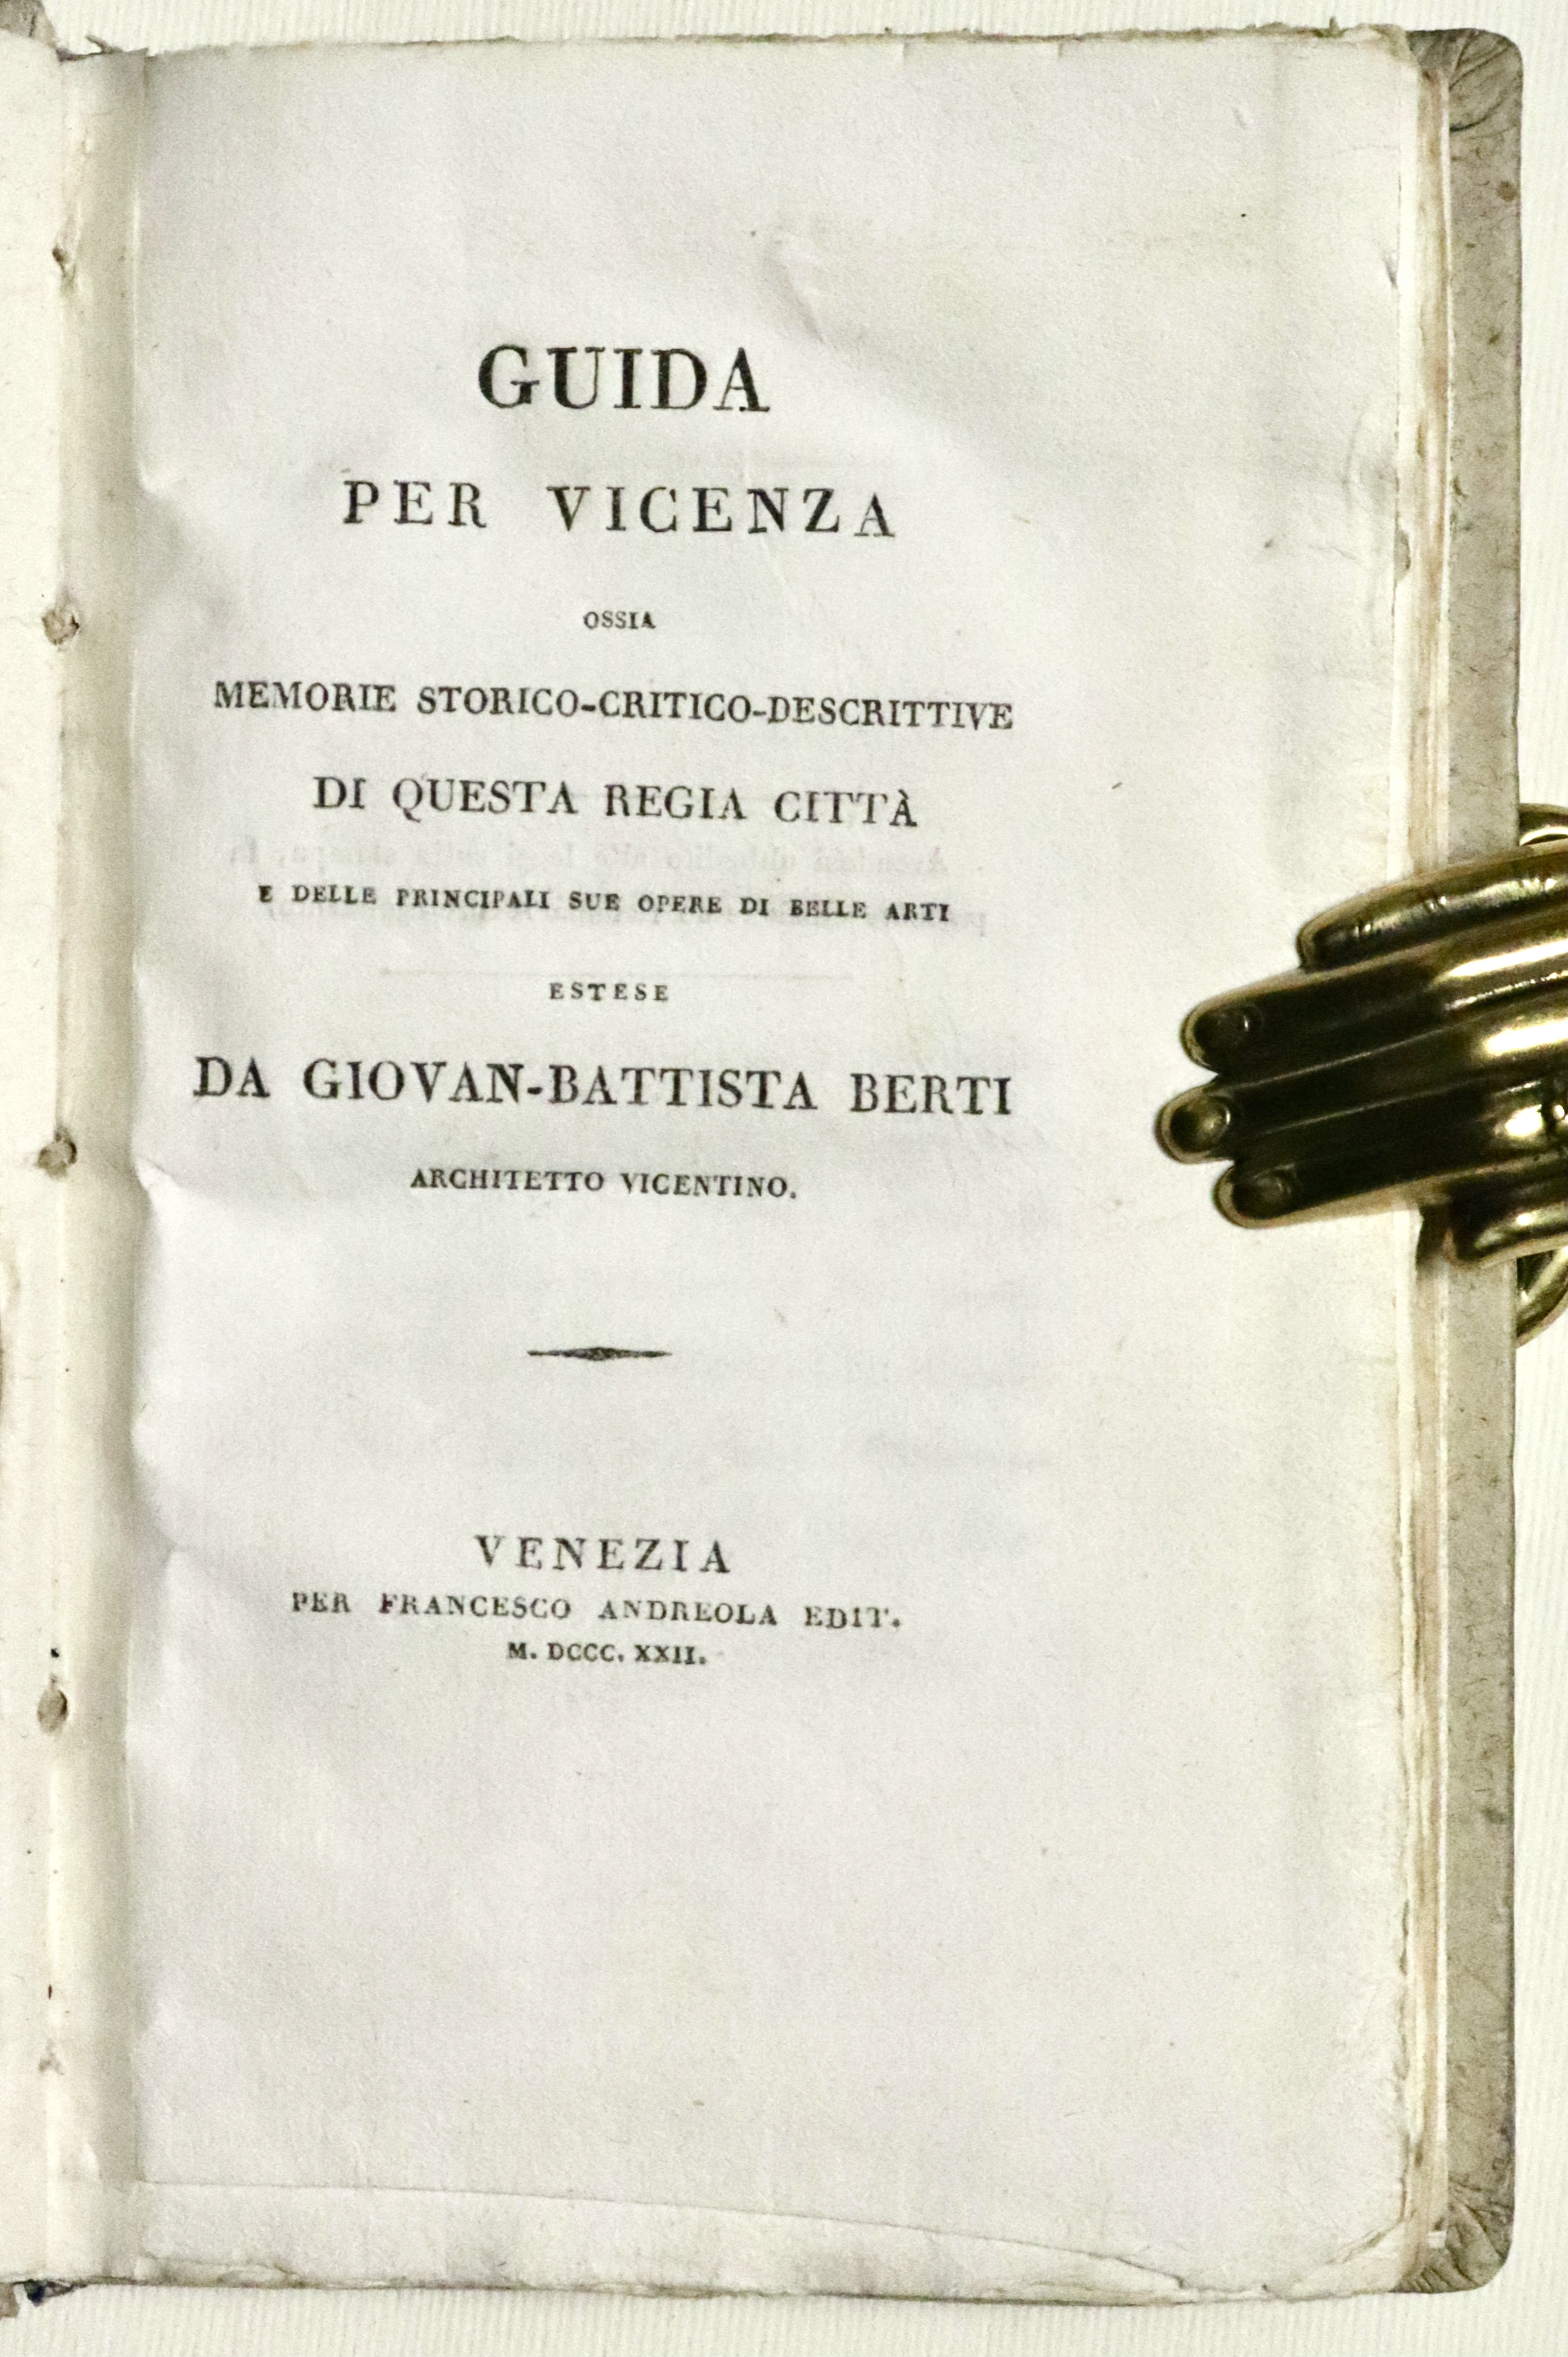 GUIDA
PER VICENZA
OSSIA
MEMORIE STORICO-CRITICO-DESCRITTIVE
DI QUESTA REGIA CITTÀ
E DELLE PRINCIPALI SUE OPERE DI BELLE ARTI
ESTESE
DA GIOVAN-BATTISTA BERTI
ARCHITETTO VICENTINO.
VENEZIA
PER FRANCESCO ANDREOLA EDIT.
M. DCCC. XXII.